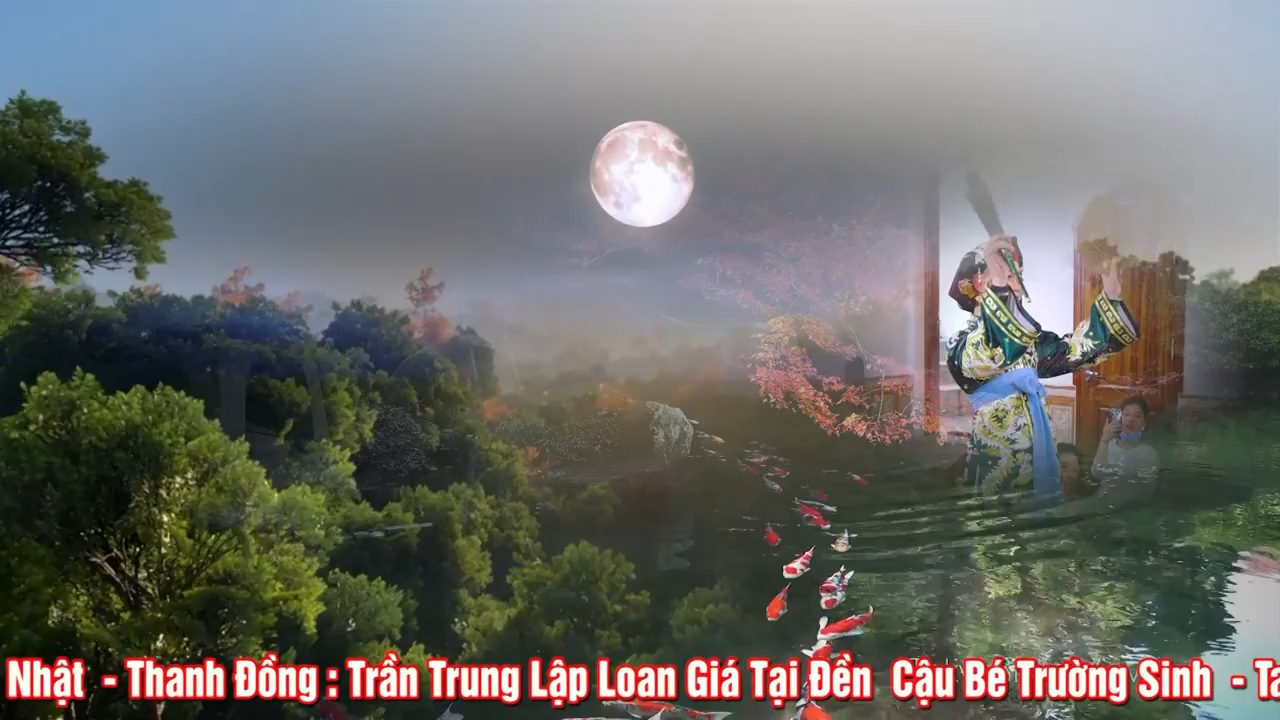 Nhật - Thanh Đồng : Trần Trung Lập Loan Giá Tại Đền Cậu Bé Trường Sinh - Ta